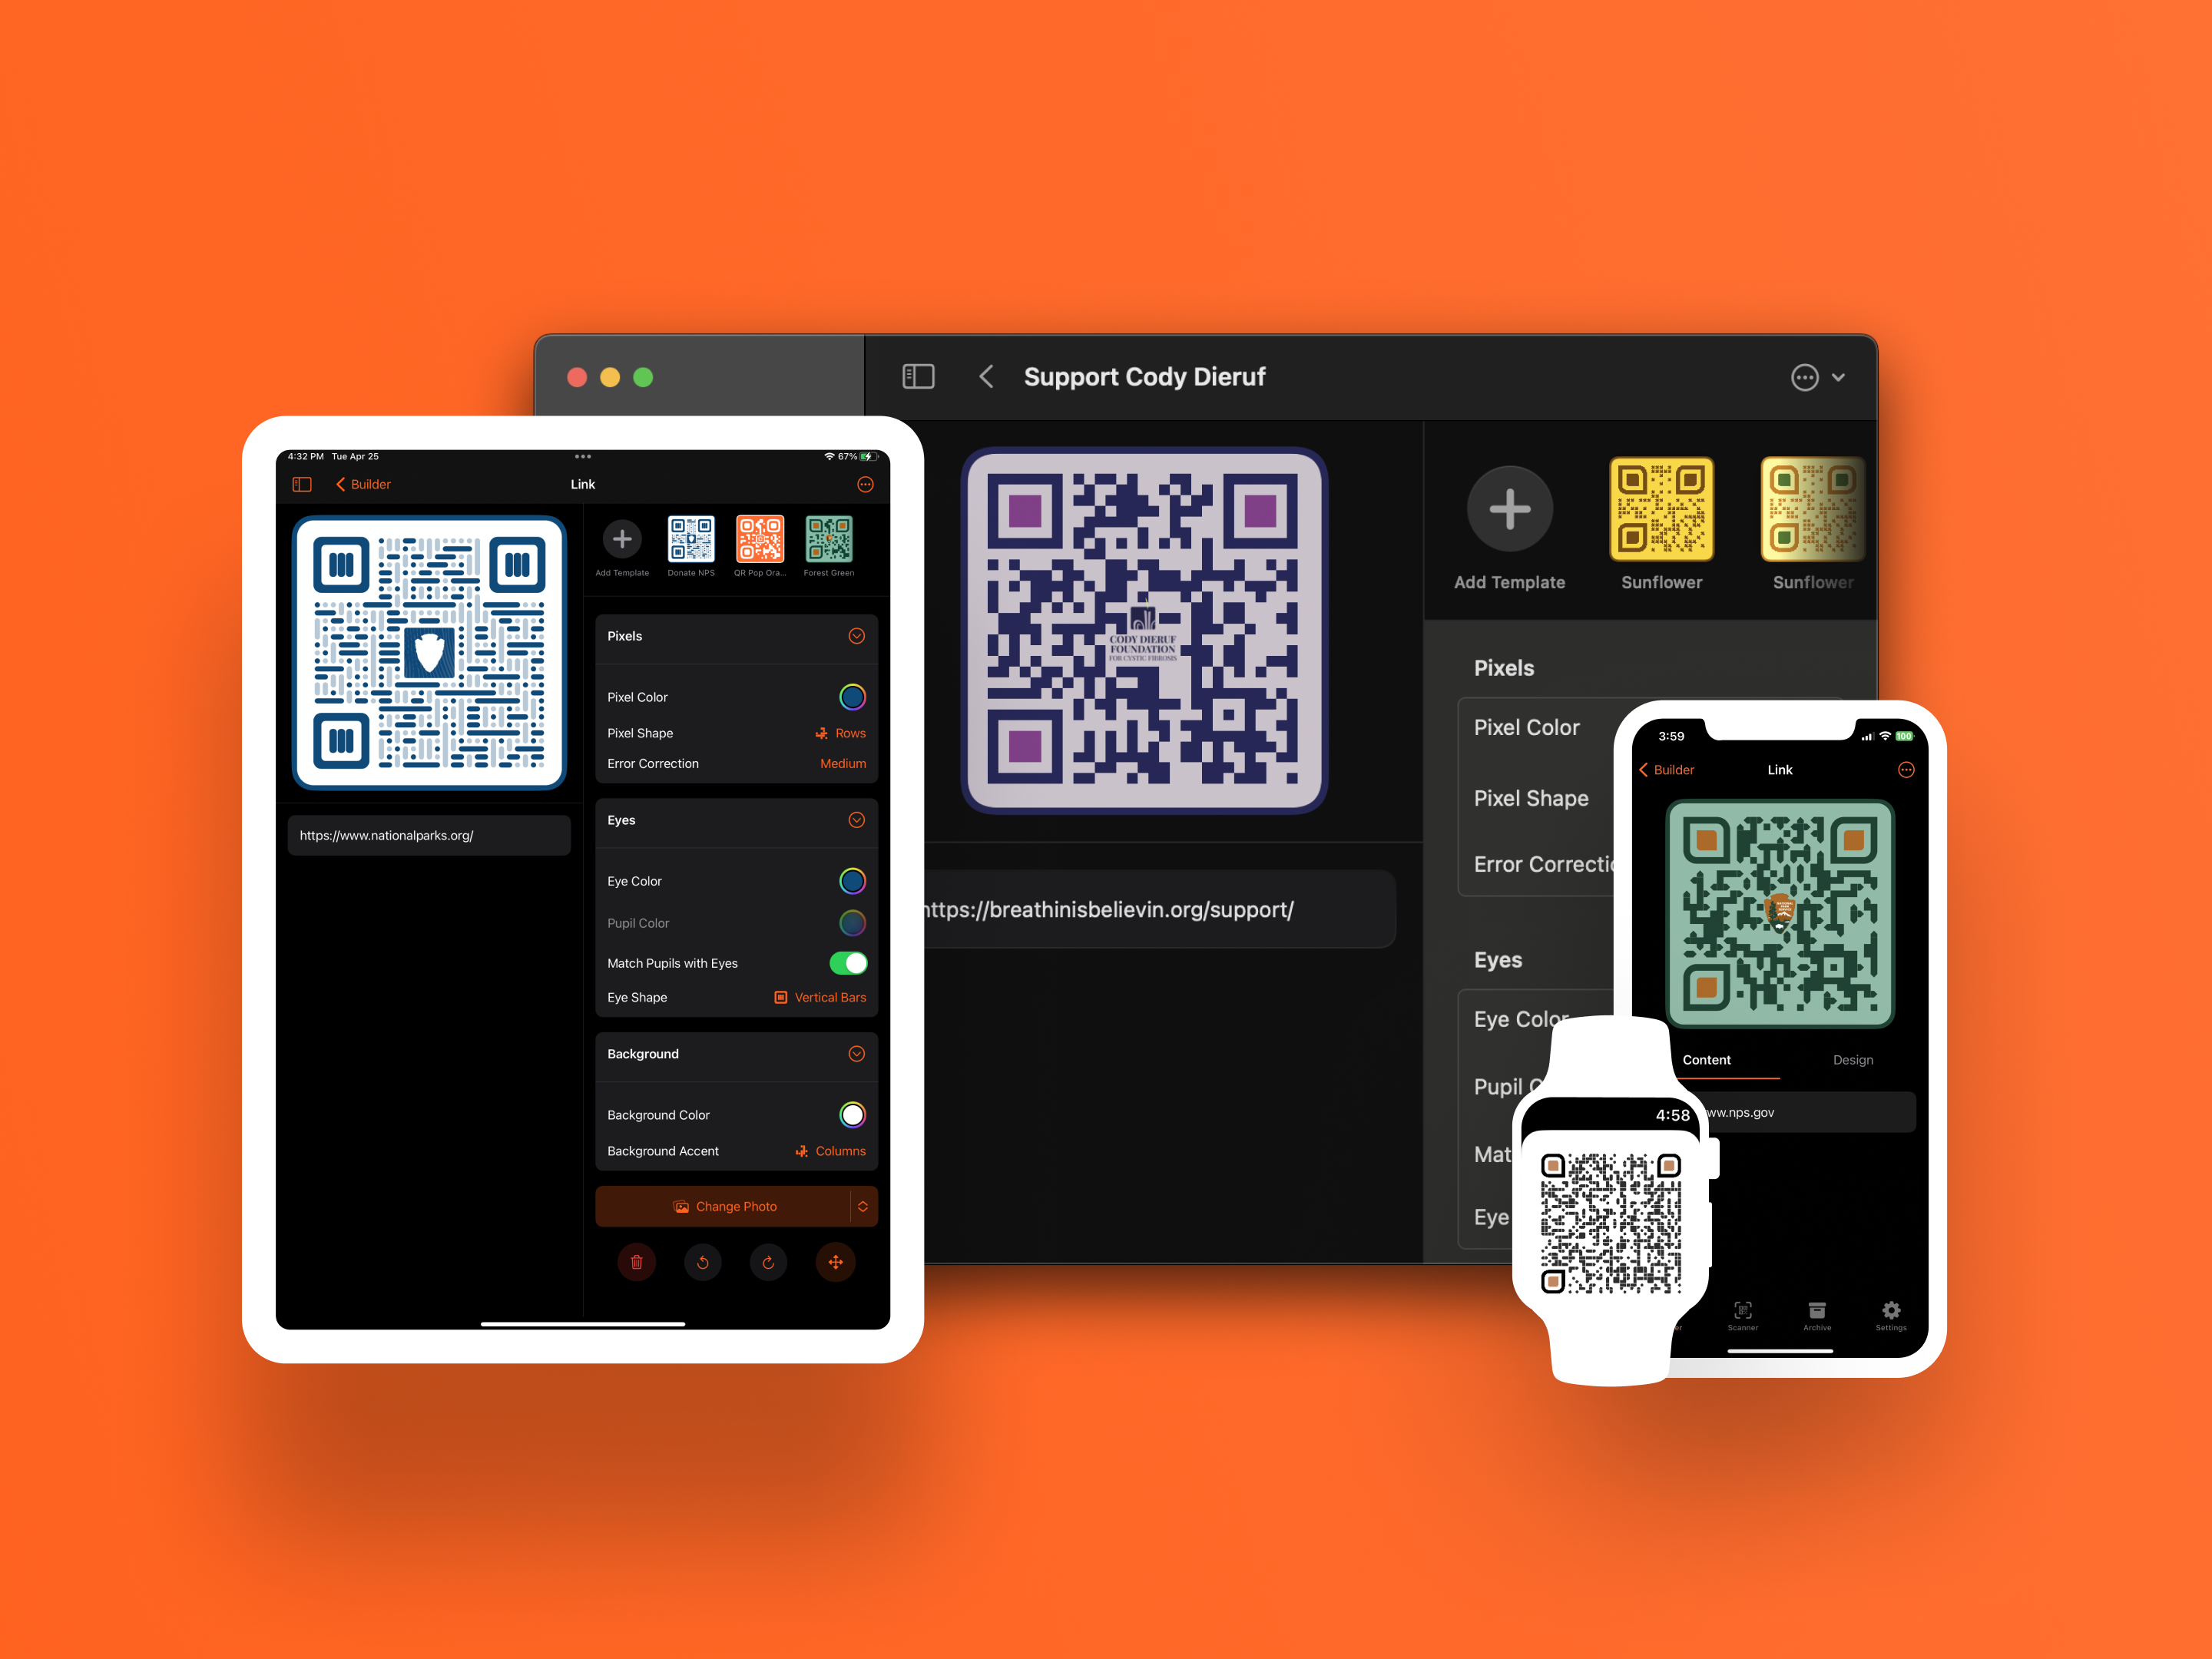 Support Cody Dieruf
4:32 PM Tue Apr 25
67%
Builder
Link
Add Template
Donate NPS
QR Pop Ora...
Forest Green
Pixels
Pixel Color
Pixel Shape
Rows
Error Correction
Medium
https://www.nationalparks.org/
Eyes
Eye Color
Pupil Color
Match Pupils with Eyes
Eye Shape
Vertical Bars
Background
Background Color
Background Accent
Columns
Change Photo
CODY DIERUF
FOUNDATION
FOR CYSTIC FIBROSIS
https://breathinisbelievin.org/support/
Add Template
Sunflower
Sunflower
Pixels
Pixel Color
Pixel Shape
Error Correctio
Eyes
Eye Color
Pupil C
Mat
Eye
3:59
100
Builder
Link
Content
Design
ww.nps.gov
Scanner
Archive
Settings
4:58